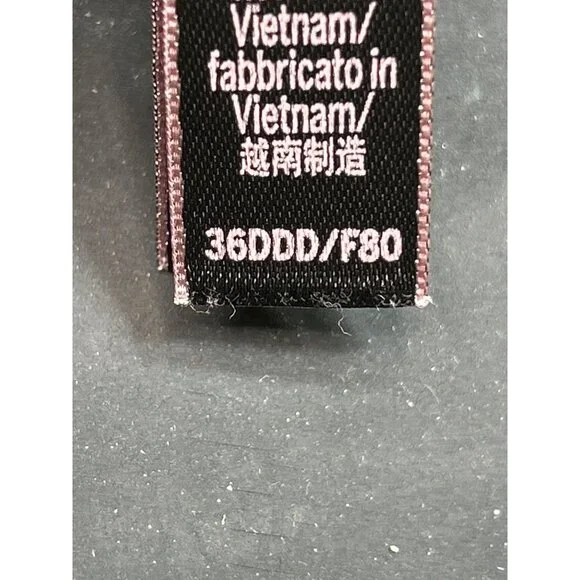 Vietnam/
fabbricato in
Vietnam/
越南制造
36DDD/F80